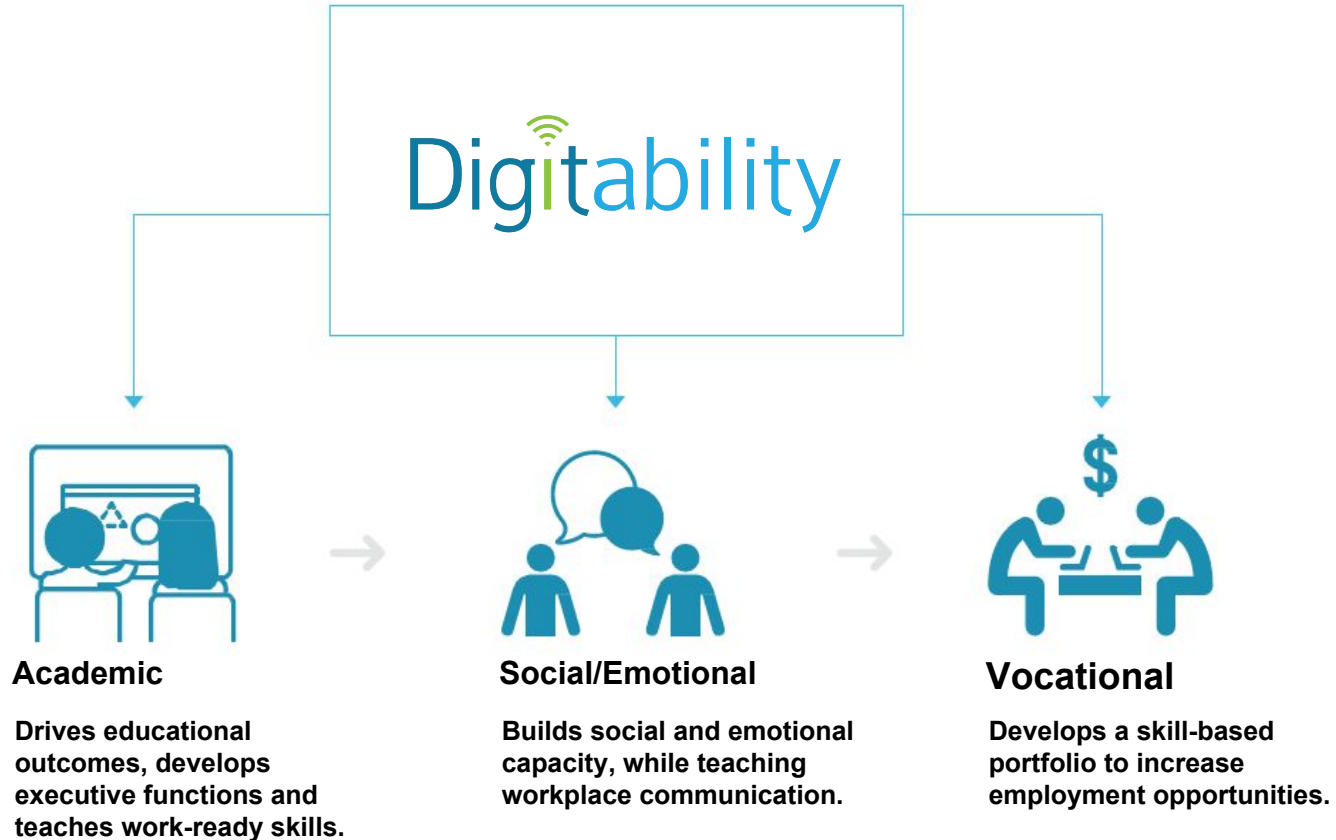 Digitability
$
Academic
Drives educational
outcomes, develops
executive functions and
teaches work-ready skills.
Social/Emotional
Builds social and emotional
capacity, while teaching
workplace communication.
Vocational
Develops a skill-based
portfolio to increase
employment opportunities.